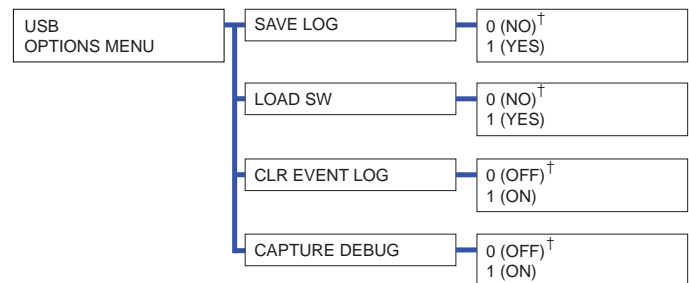 USB
OPTIONS MENU
SAVE LOG
0 (NO)†
1 (YES)
LOAD SW
0 (NO)†
1 (YES)
CLR EVENT LOG
0 (OFF)†
1 (ON)
CAPTURE DEBUG
0 (OFF)†
1 (ON)